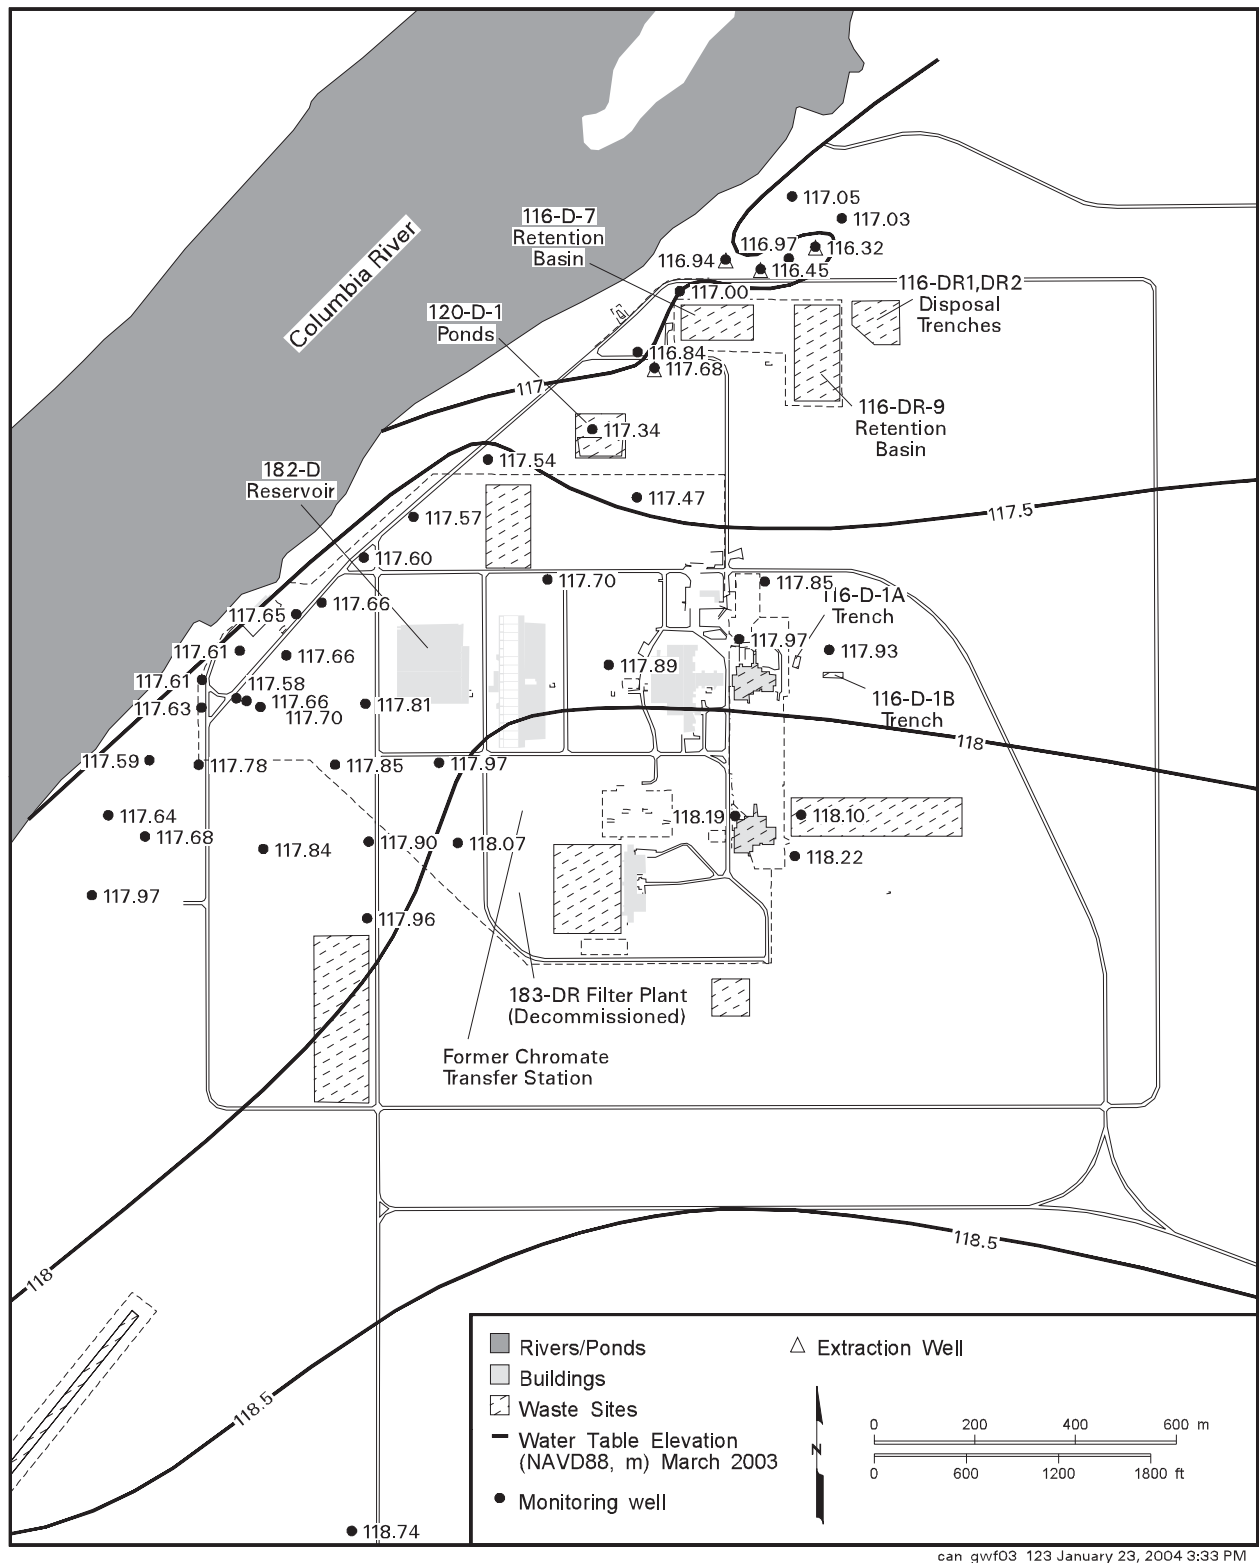 117.05
117.03
116-D-7
Retention
Basin
116.97
116.32
116.94
116.45
Columbia River
116-DR1,DR2
Disposal
Trenches
117.00
120-D-1
Ponds
116.84
117.68
117
116-DR-9
Retention
Basin
117.34
117.54
182-D
Reservoir
117.47
117.5
117.57
117.60
117.70
117.85
116-D-1A
Trench
117.66
117.65
117.97
117.93
117.61
117.66
117.89
117.61
117.58
117.66
117.70
117.63
117.81
116-D-1B
Trench
118
117.59
117.78
117.85
117.97
117.64
117.68
118.19
118.10
117.84
117.90
118.07
118.22
117.97
117.96
183-DR Filter Plant
(Decommissioned)
Former Chromate
Transfer Station
118
118.5
118.5
Rivers/Ponds
Buildings
Waste Sites
Water Table Elevation
(NAVD88, m) March 2003
Monitoring well
Extraction Well
N
0 200 400 600 m
0 600 1200 1800 ft
118.74
can_gwf03_123 January 23, 2004 3:33 PM